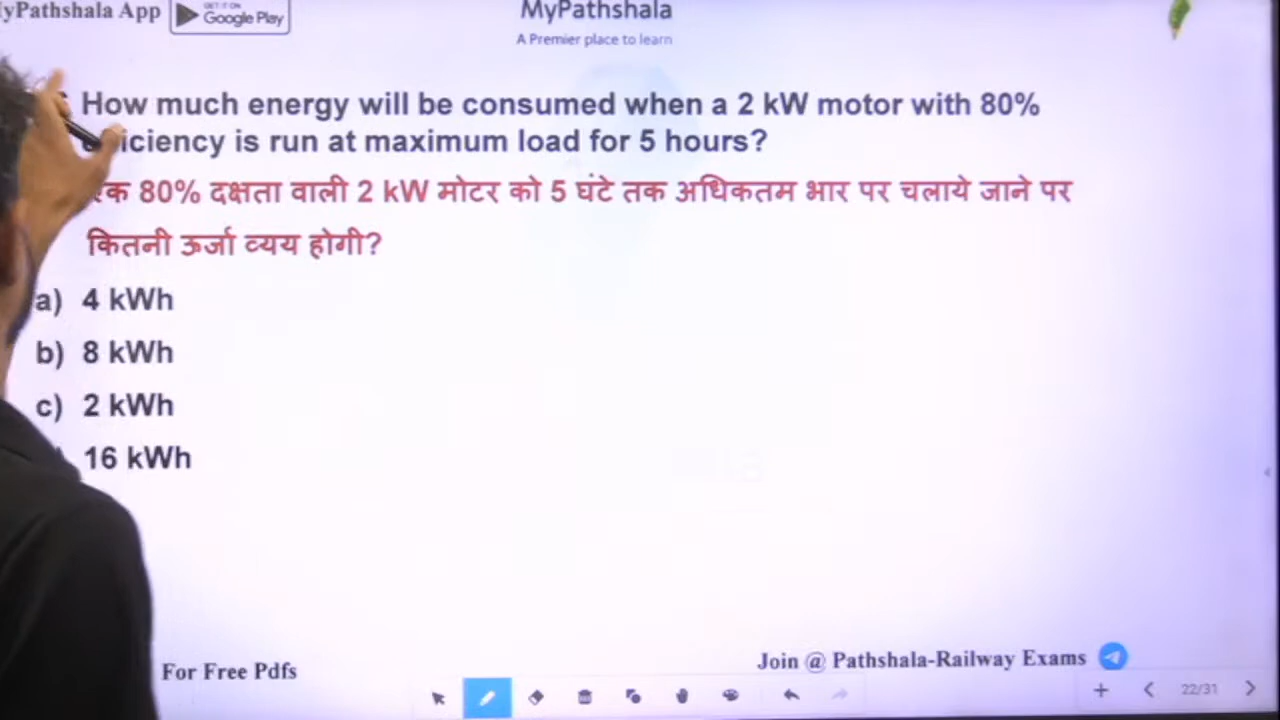 yPathshala App
GET IT ON
Google Play
MyPathshala
A Premier place to learn
How much energy will be consumed when a 2 kW motor with 80%
is run at maximum load for 5 hours?
80% दक्षता वाली 2 kW मोटर को 5 घंटे तक अधिकतम भार पर चलाये जाने पर
कितनी ऊर्जा व्यय होगी?
a) 4 kWh
b) 8 kWh
c) 2 kWh
16 kWh
For Free Pdfs
Join @ Pathshala-Railway Exams
22/31